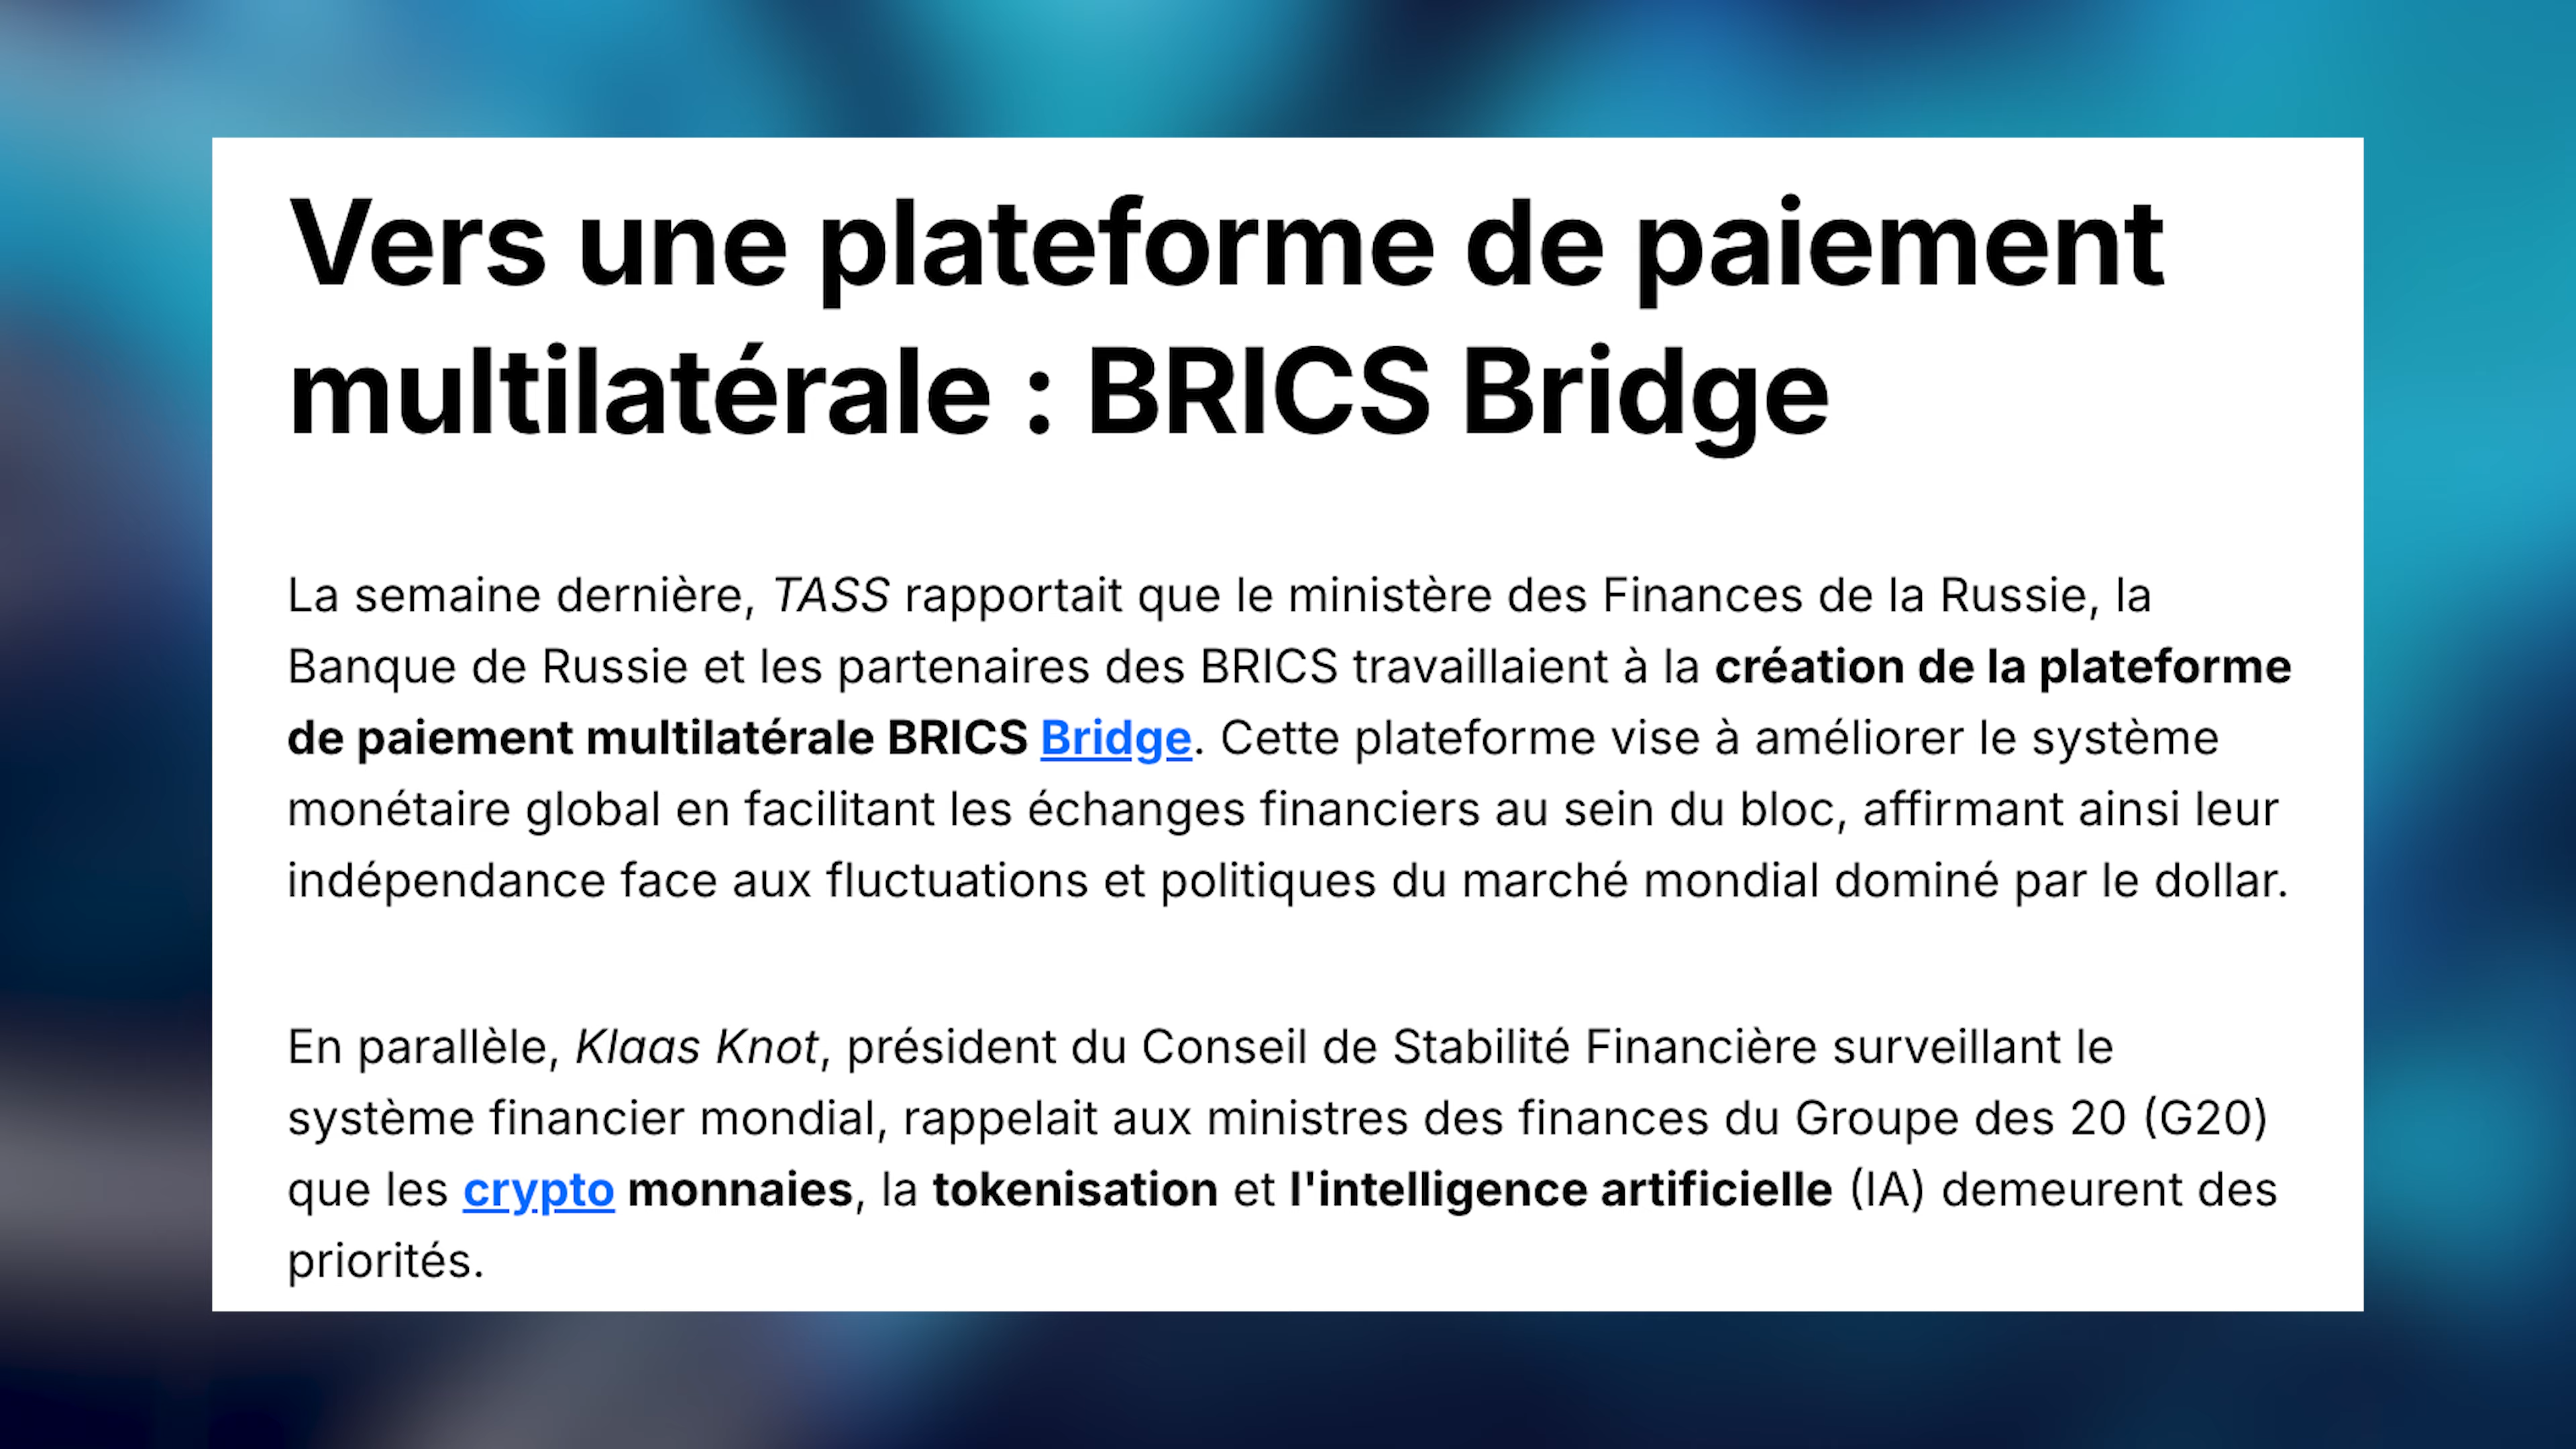 Vers une plateforme de paiement
multilatérale : BRICS Bridge
La semaine dernière, TASS rapportait que le ministère des Finances de la Russie, la
Banque de Russie et les partenaires des BRICS travaillaient à la création de la plateforme
de paiement multilatérale BRICS Bridge. Cette plateforme vise à améliorer le système
monétaire global en facilitant les échanges financiers au sein du bloc, affirmant ainsi leur
indépendance face aux fluctuations et politiques du marché mondial dominé par le dollar.
En parallèle, Klaas Knot, président du Conseil de Stabilité Financière surveillant le
système financier mondial, rappelait aux ministres des finances du Groupe des 20 (G20)
que les crypto monnaies, la tokenisation et l'intelligence artificielle (IA) demeurent des
priorités.